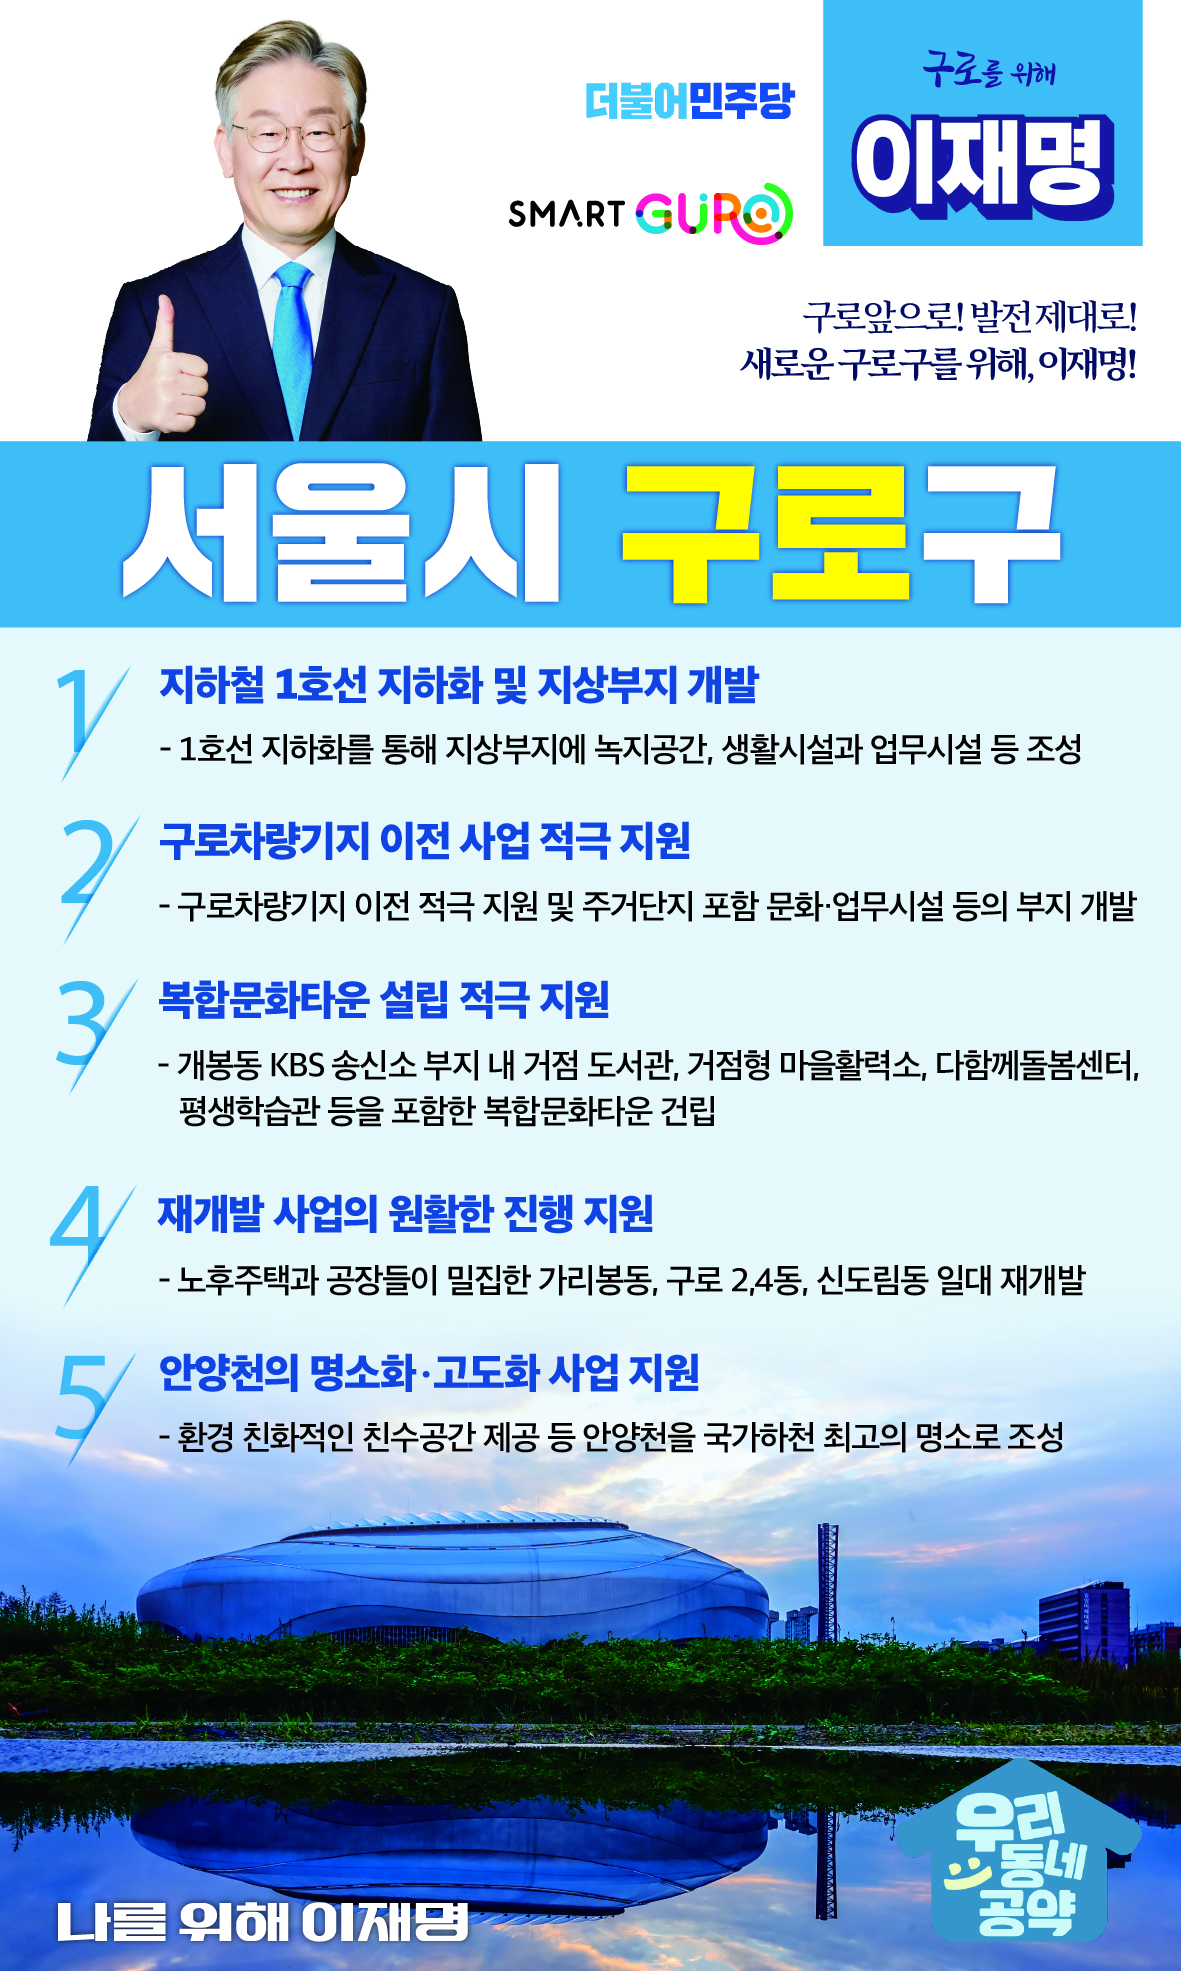 더불어민주당
SMART GURO
구로를 위해
이재명
구로앞으로! 발전 제대로!
새로운 구로구를 위해, 이재명!
서울시 구로구
1 지하철 1호선 지하화 및 지상부지 개발
- 1호선 지하화를 통해 지상부지에 녹지공간, 생활시설과 업무시설 등 조성
2 구로차량기지 이전 사업 적극 지원
- 구로차량기지 이전 적극 지원 및 주거단지 포함 문화·업무시설 등의 부지 개발
3 복합문화타운 설립 적극 지원
- 개봉동 KBS 송신소 부지 내 거점 도서관, 거점형 마을활력소, 다함께돌봄센터,
평생학습관 등을 포함한 복합문화타운 건립
4 재개발 사업의 원활한 진행 지원
- 노후주택과 공장들이 밀집한 가리봉동, 구로 2,4동, 신도림동 일대 재개발
5 안양천의 명소화·고도화 사업 지원
- 환경 친화적인 친수공간 제공 등 안양천을 국가하천 최고의 명소로 조성
우리
동네
공약
나를 위해 이재명